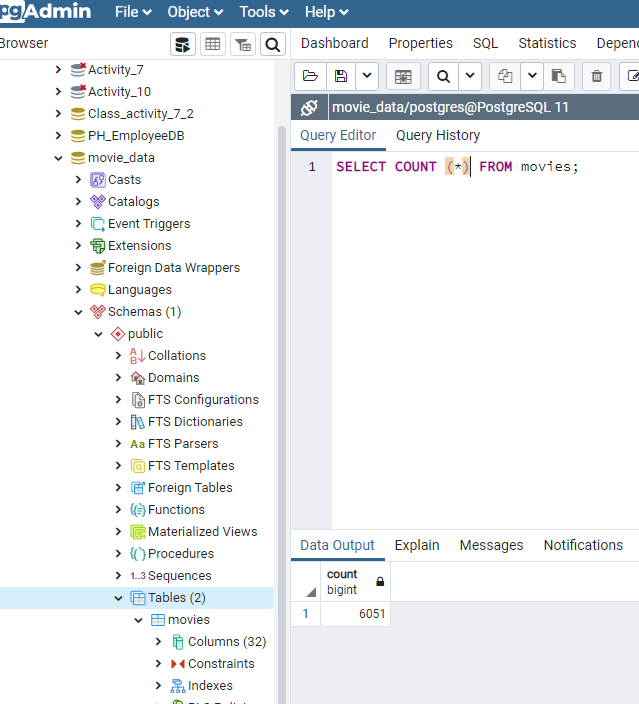 pgAdmin File Object Tools Help
Browser
Dashboard Properties SQL Statistics Depen
Activity_7
Activity_10
Class_activity_7_2
PH_EmployeeDB
movie_data
Casts
Catalogs
Event Triggers
Extensions
Foreign Data Wrappers
Languages
Schemas (1)
public
Collations
Domains
FTS Configurations
FTS Dictionaries
FTS Parsers
FTS Templates
Foreign Tables
Functions
Materialized Views
Procedures
1..3 Sequences
Tables (2)
movies
Columns (32)
Constraints
Indexes
movie_data/postgres@PostgreSQL 11
Query Editor Query History
1 SELECT COUNT (*) FROM movies;
Data Output Explain Messages Notifications
count
bigint
1 6051